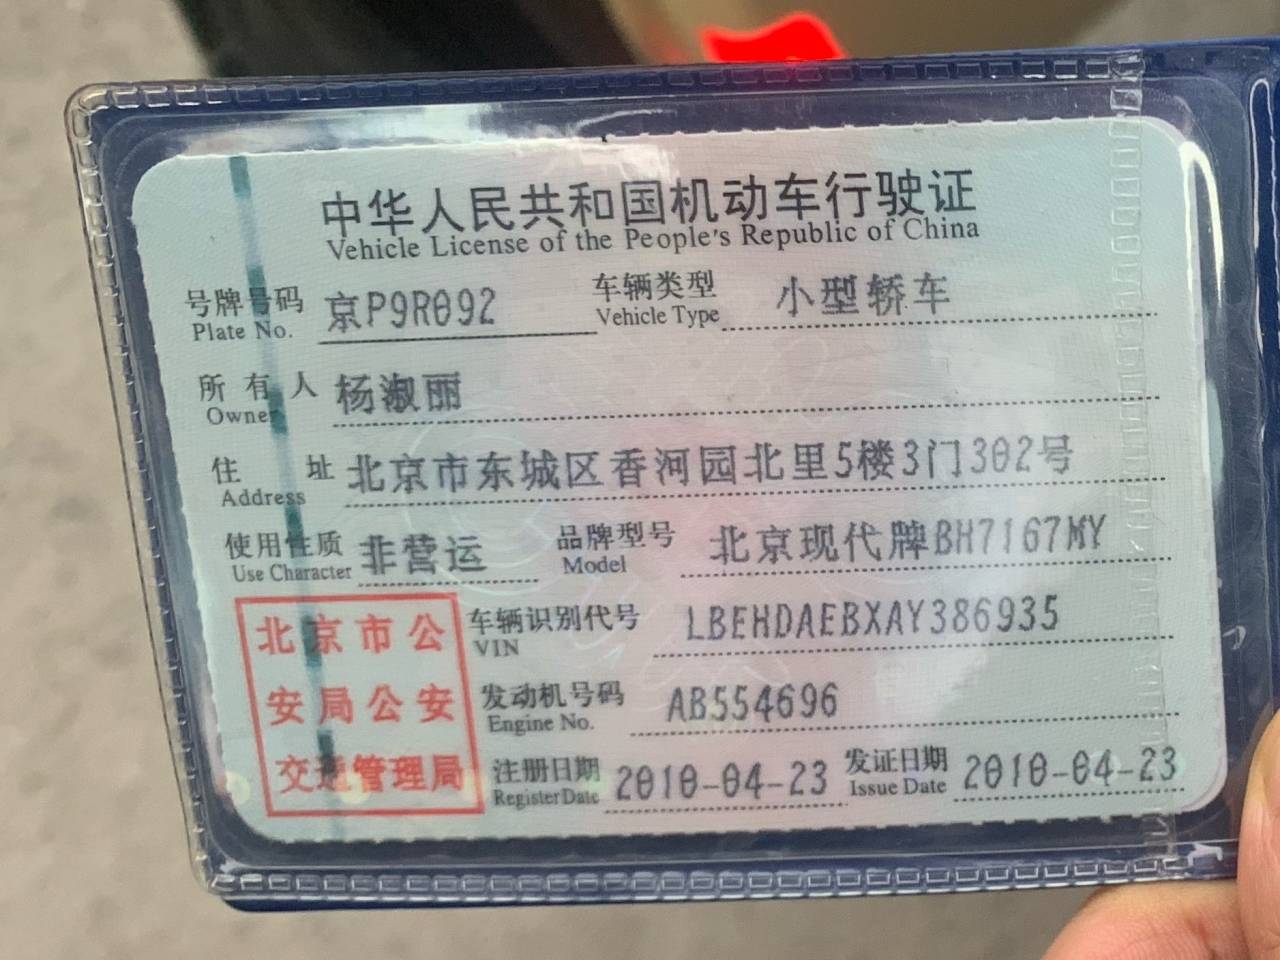 中华人民共和国机动车行驶证
Vehicle License of the People's Republic of China
号牌号码 京P9R092 车辆类型 小型轿车
Plate No. Vehicle Type
所有人 杨淑丽
Owner
住址 北京市东城区香河园北里5楼3门302号
Address
使用性质 非营运 品牌型号 北京现代牌BH7167MY
Use Character Model
北京市公 车辆识别代号 LBEHDAEBXAY386935
VIN
安局公安 发动机号码 AB554696
Engine No.
交通管理局 注册日期 2010-04-23 发证日期 2010-04-23
Register Date Issue Date